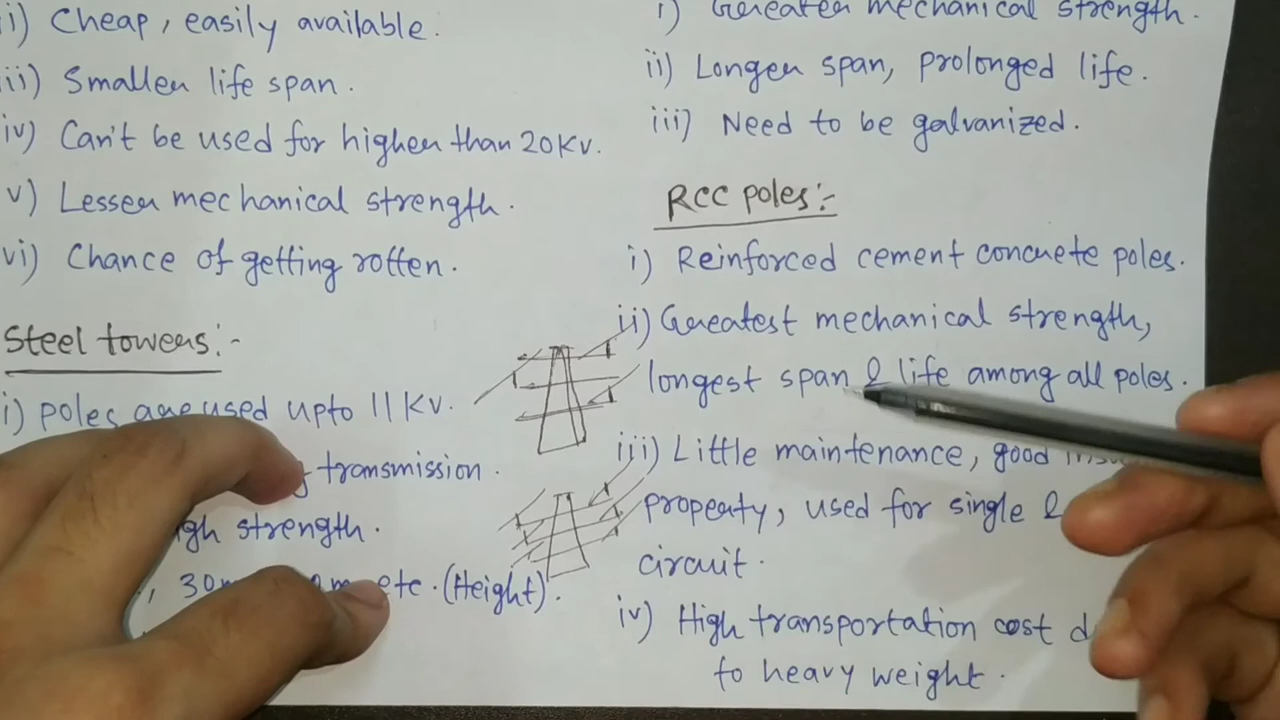 ii) Cheap, easily available.
iii) Smaller life span.
iv) Can't be used for higher than 20KV.
v) Lesser mechanical strength.
vi) Chance of getting rotten.
Steel towers:-
i) poles are used upto 11KV.
transmission.
strength.
30m etc. (Height).
i) Greater mechanical strength.
ii) Longer span, prolonged life.
iii) Need to be galvanized.
RCC poles:-
i) Reinforced cement concrete poles.
ii) Greatest mechanical strength,
longest span & life among all poles.
iii) Little maintenance, good
property, used for single &
circuit.
iv) High transportation cost
to heavy weight.